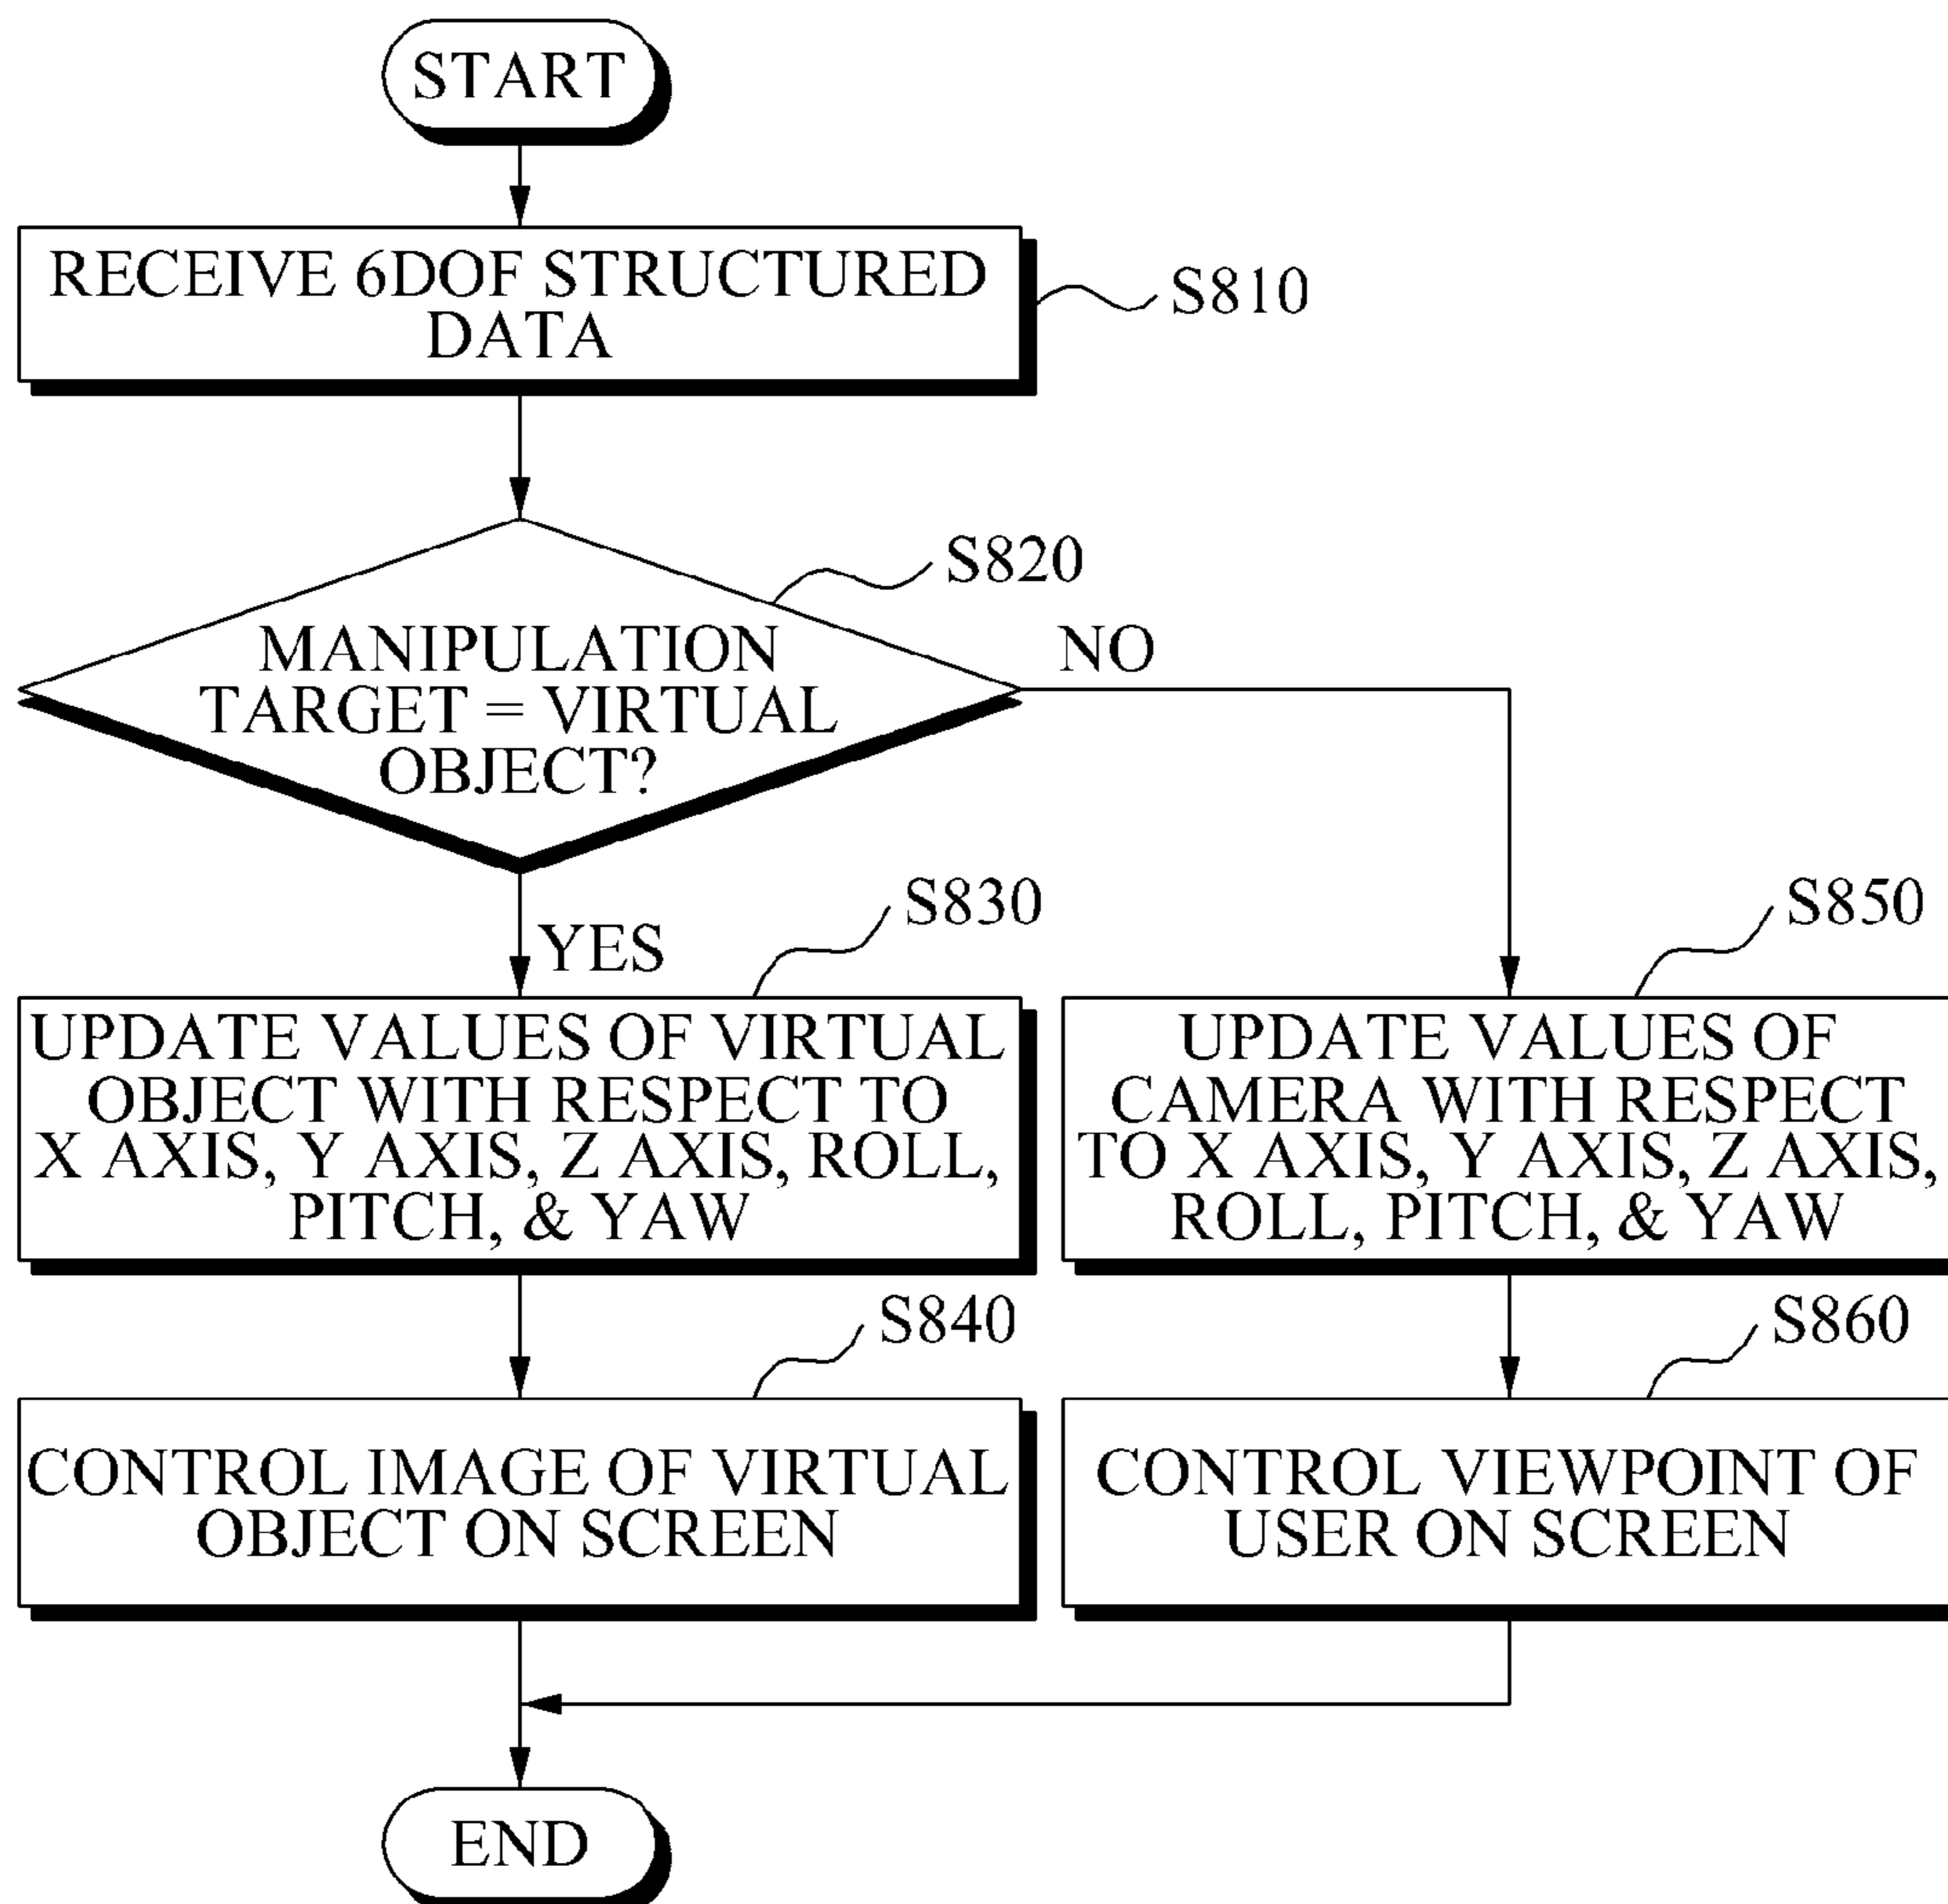 START
RECEIVE 6DOF STRUCTURED
DATA
S810
S820
MANIPULATION
TARGET = VIRTUAL
OBJECT?
NO
YES
S830
UPDATE VALUES OF VIRTUAL
OBJECT WITH RESPECT TO
X AXIS, Y AXIS, Z AXIS, ROLL,
PITCH, & YAW
S850
UPDATE VALUES OF
CAMERA WITH RESPECT
TO X AXIS, Y AXIS, Z AXIS,
ROLL, PITCH, & YAW
S840
CONTROL IMAGE OF VIRTUAL
OBJECT ON SCREEN
S860
CONTROL VIEWPOINT OF
USER ON SCREEN
END